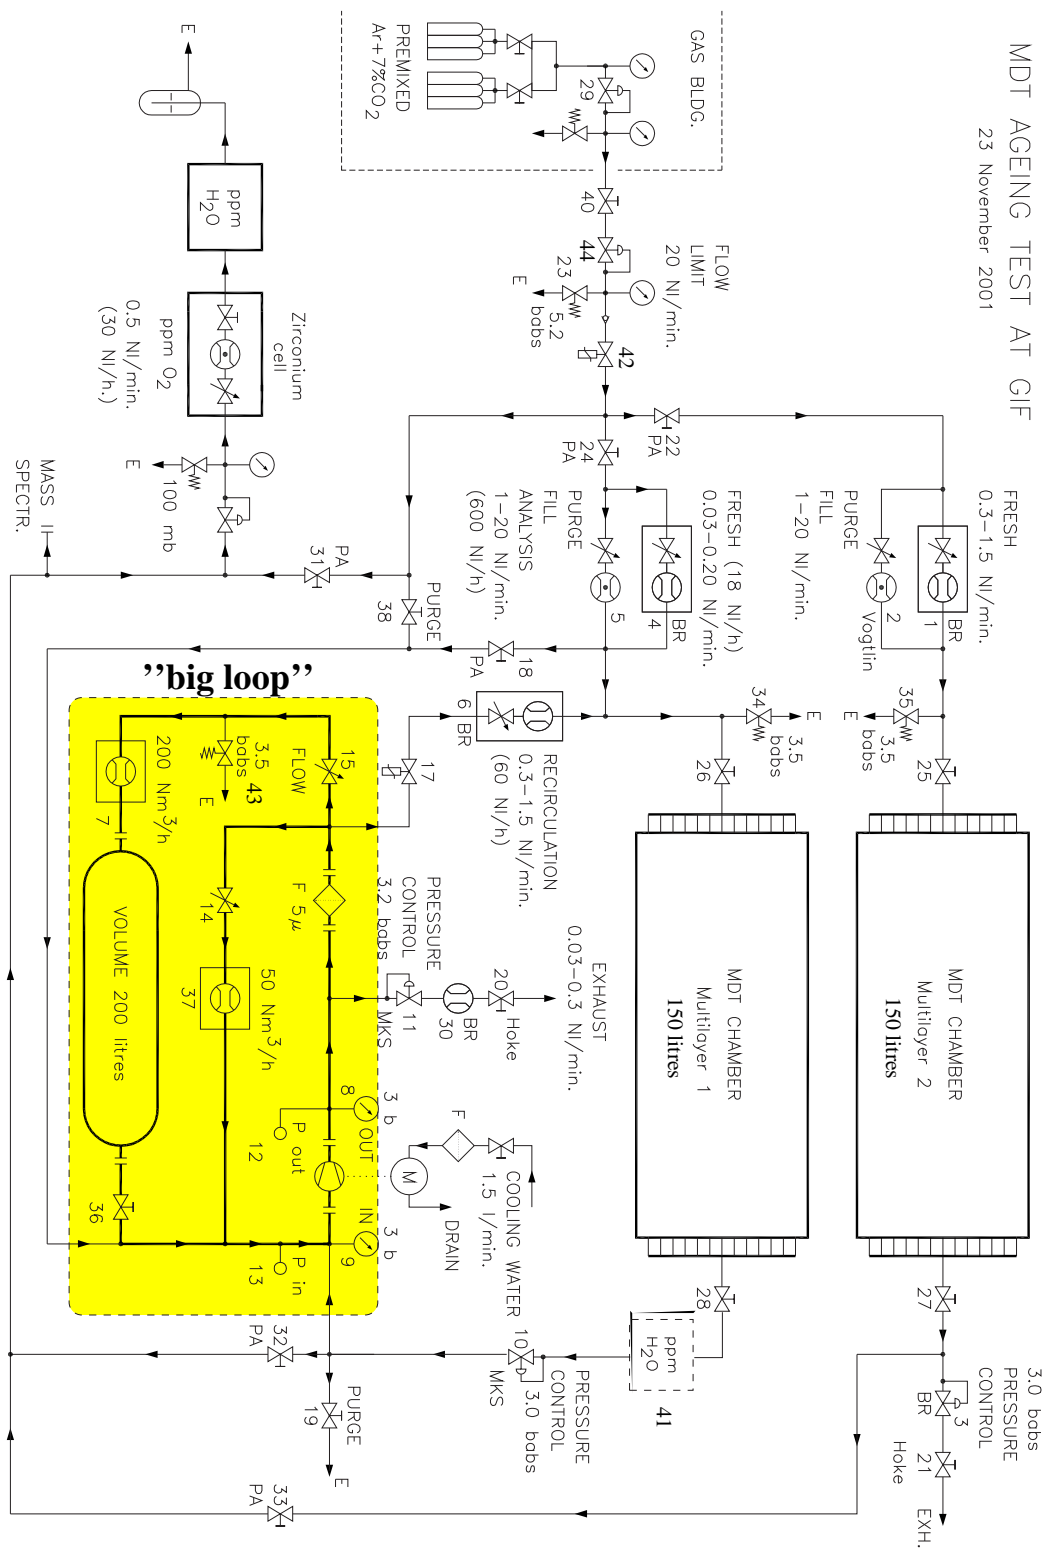 MDT AGEING TEST AT GIF
23 November 2001
GAS BLDG.
PREMIXED
Ar+7%CO2
29
40
44
FLOW
LIMIT
20 Nl/min.
23
E
5.2
babs
42
22
PA
24
PA
FRESH
0.3-1.5 Nl/min.
BR
1
PURGE
FILL
1-20 Nl/min.
2
Vogtlin
FRESH (18 Nl/h)
0.03-0.20 Nl/min.
BR
4
PURGE
FILL
ANALYSIS
1-20 Nl/min.
(600 Nl/h)
5
E
ppm
H2O
Zirconium
cell
ppm O2
0.5 Nl/min.
(30 Nl/h.)
E
100 mb
MASS
SPECTR.
PA
31
PURGE
38
18
PA
35
E
3.5
babs
25
34
E
3.5
babs
26
6 BR
RECIRCULATION
0.3-1.5 Nl/min.
(60 Nl/h)
17
"big loop"
15
FLOW
3.5
babs
43
E
200 Nm3/h
7
VOLUME 200 litres
36
14
50 Nm3/h
37
F 5µ
PRESSURE
CONTROL
3.2 babs
MKS
11
BR
30
20
Hoke
EXHAUST
0.03-0.3 Nl/min.
3 b
8
OUT
P out
12
IN
3 b
9
P in
13
M
F
COOLING WATER
1.5 l/min.
DRAIN
MDT CHAMBER
Multilayer 1
150 litres
MDT CHAMBER
Multilayer 2
150 litres
28
27
ppm
H2O
41
10
MKS
PRESSURE
CONTROL
3.0 babs
32
PA
PURGE
19
E
33
PA
3.0 babs
PRESSURE
CONTROL
BR
3
21
Hoke
EXH.